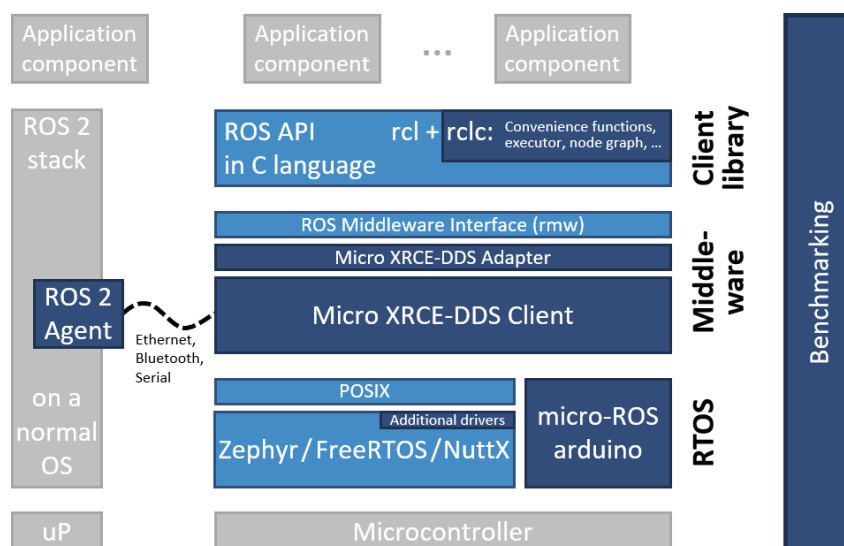 Application
component
Application
component
...
Application
component
ROS 2
stack
ROS 2
Agent
on a
normal
OS
uP
Ethernet,
Bluetooth,
Serial
ROS API
in C language
rcl + rclc:
Convenience functions,
executor, node graph, ...
Client
library
ROS Middleware Interface (rmw)
Micro XRCE-DDS Adapter
Micro XRCE-DDS Client
Middle-
ware
POSIX
Additional drivers
Zephyr/FreeRTOS/NuttX
micro-ROS
arduino
RTOS
Microcontroller
Benchmarking